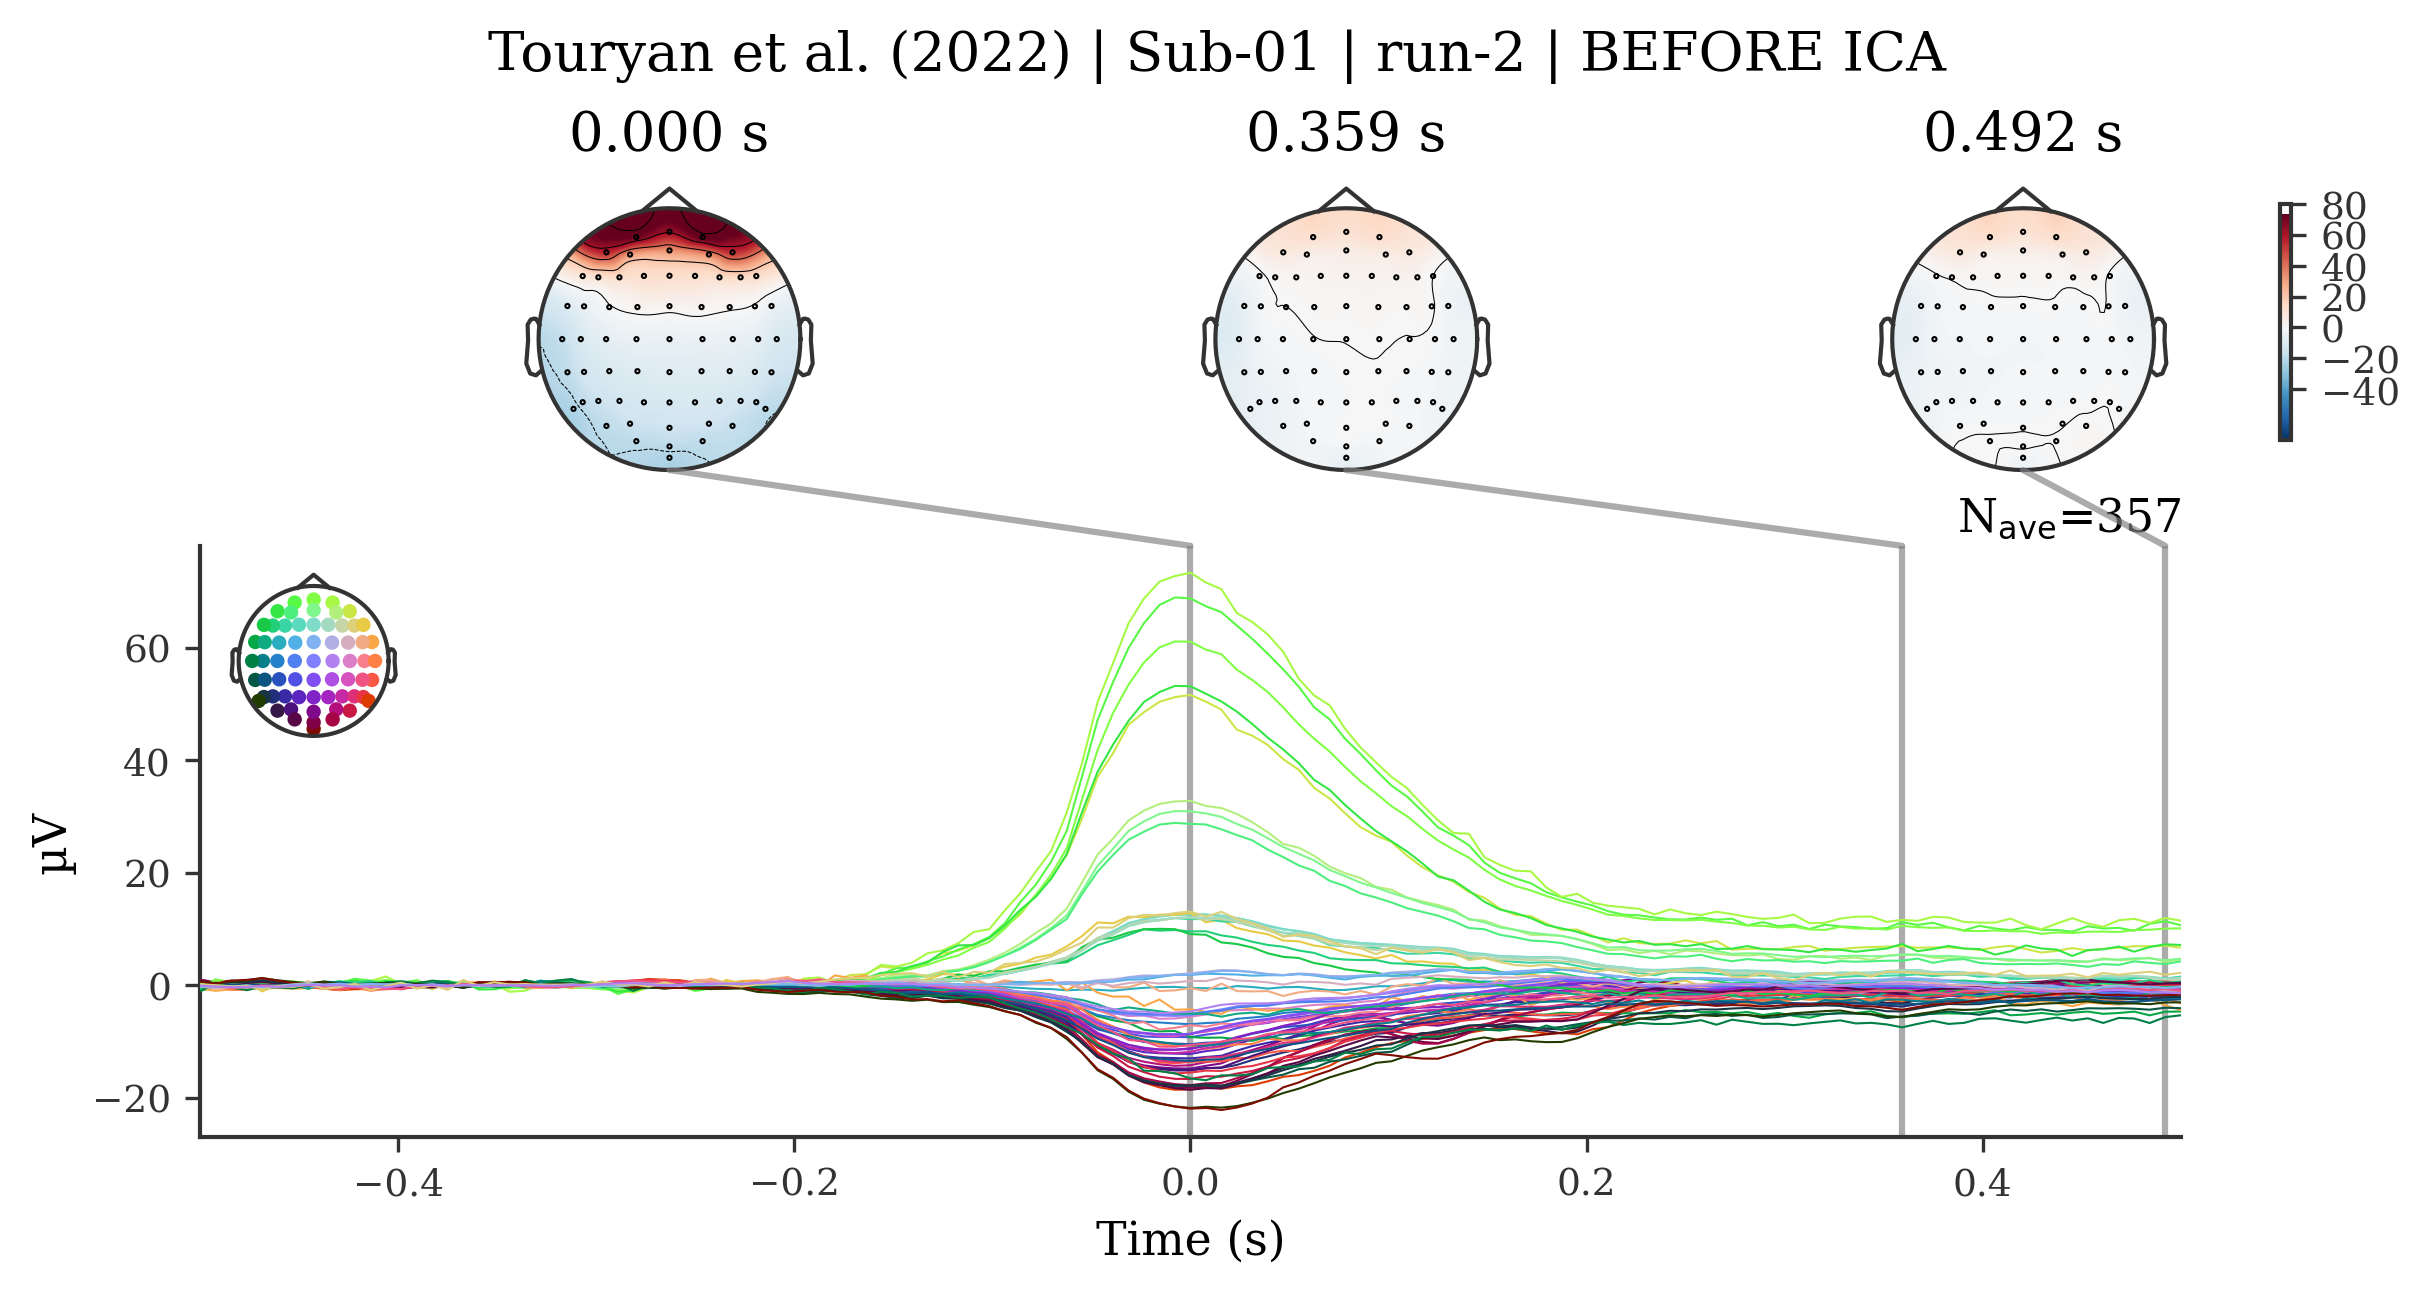 Touryan et al. (2022) | Sub-01 | run-2 | BEFORE ICA
0.000 s
0.359 s
0.492 s
80
60
40
20
0
−20
−40
Nave=357
µV
60
40
20
0
−20
−0.4
−0.2
0.0
0.2
0.4
Time (s)